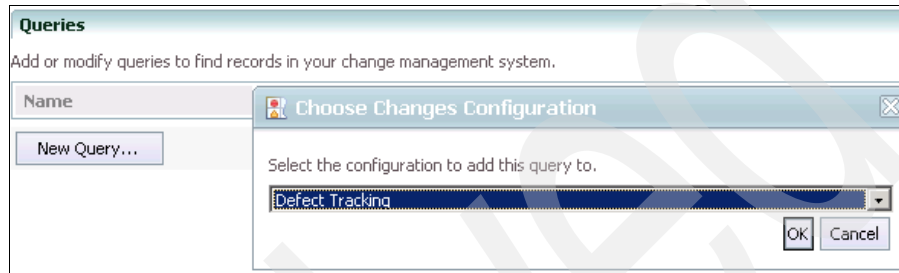 Queries
Add or modify queries to find records in your change management system.
Name
Choose Changes Configuration
New Query...
Select the configuration to add this query to.
Defect Tracking
OK Cancel